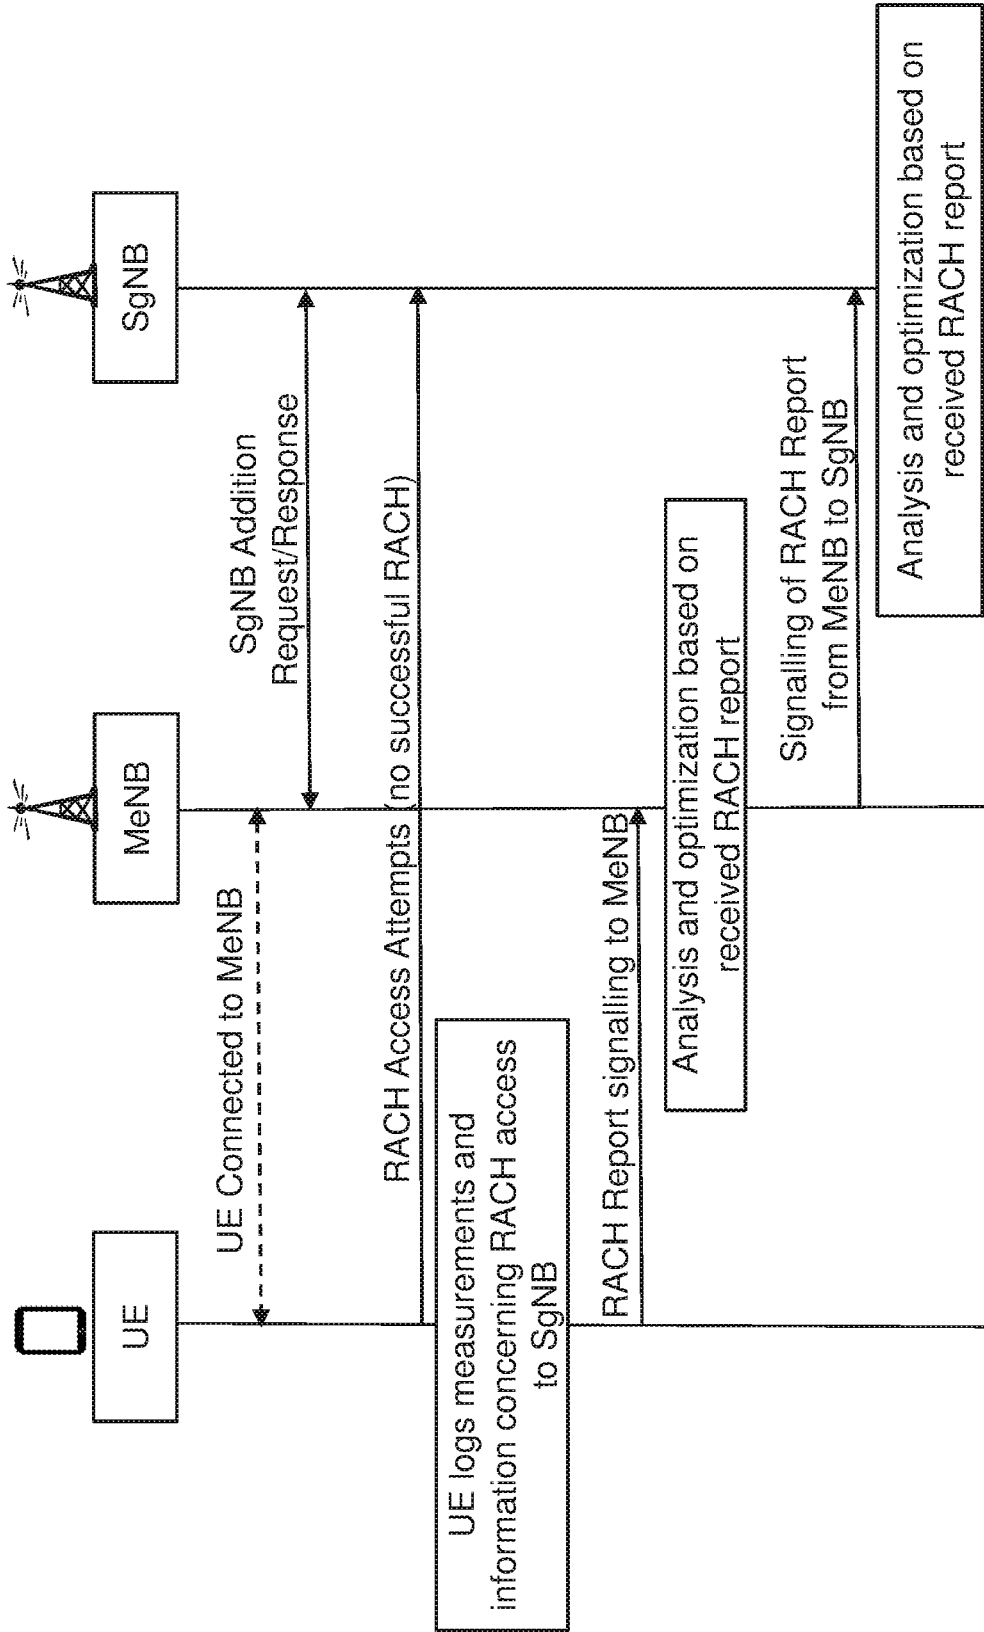 UE
MeNB
SgNB
UE Connected to MeNB
SgNB Addition
Request/Response
RACH Access Attempts (no successful RACH)
UE logs measurements and
information concerning RACH access
to SgNB
RACH Report signalling to MeNB
Analysis and optimization based on
received RACH report
Signalling of RACH Report
from MeNB to SgNB
Analysis and optimization based on
received RACH report